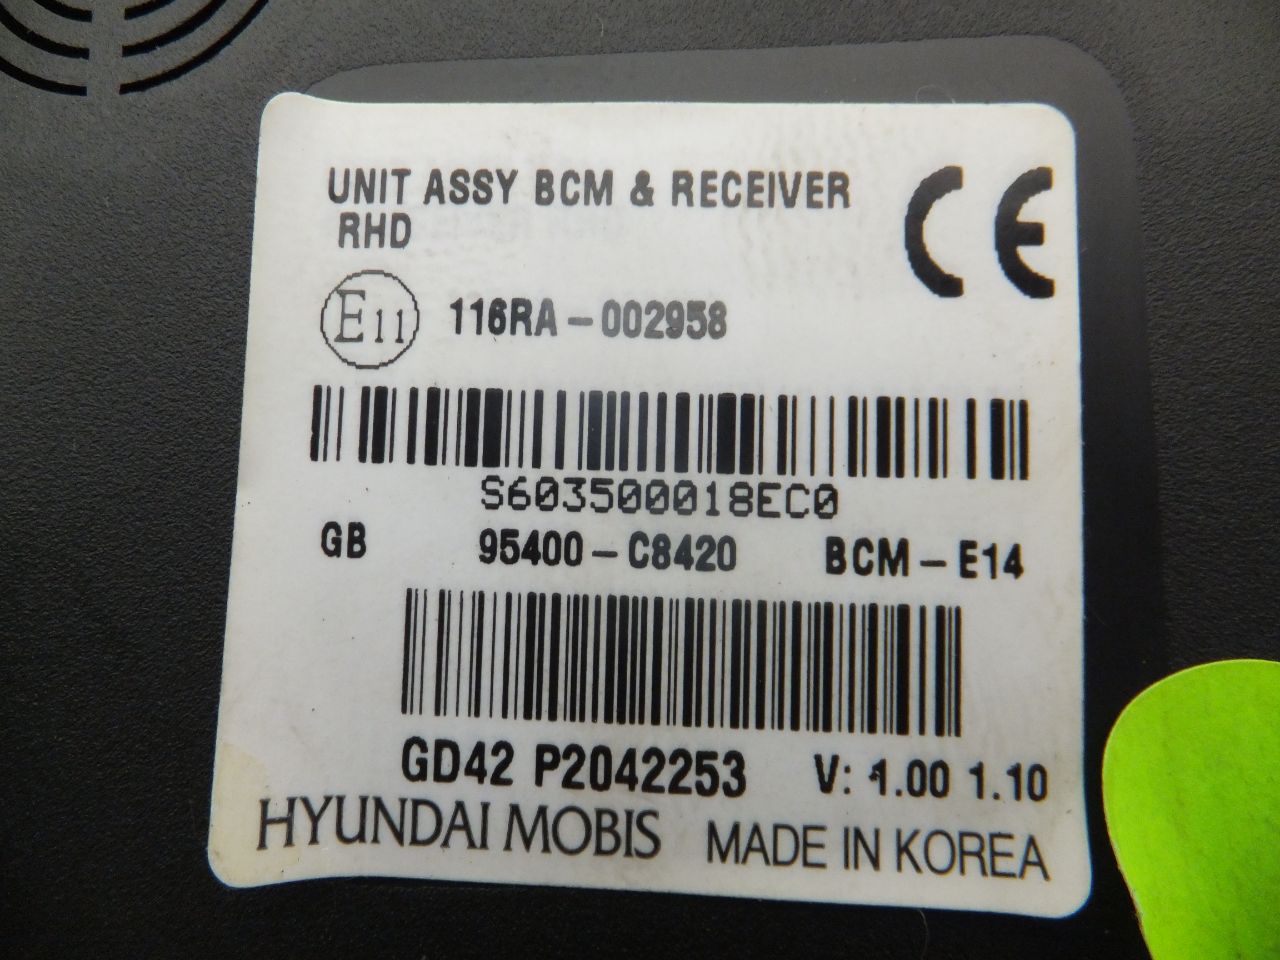 UNIT ASSY BCM & RECEIVER
RHD
CE
E11 116RA-002958
S603500018EC0
GB 95400-C8420 BCM-E14
GD42 P2042253 V: 1.00 1.10
HYUNDAI MOBIS MADE IN KOREA